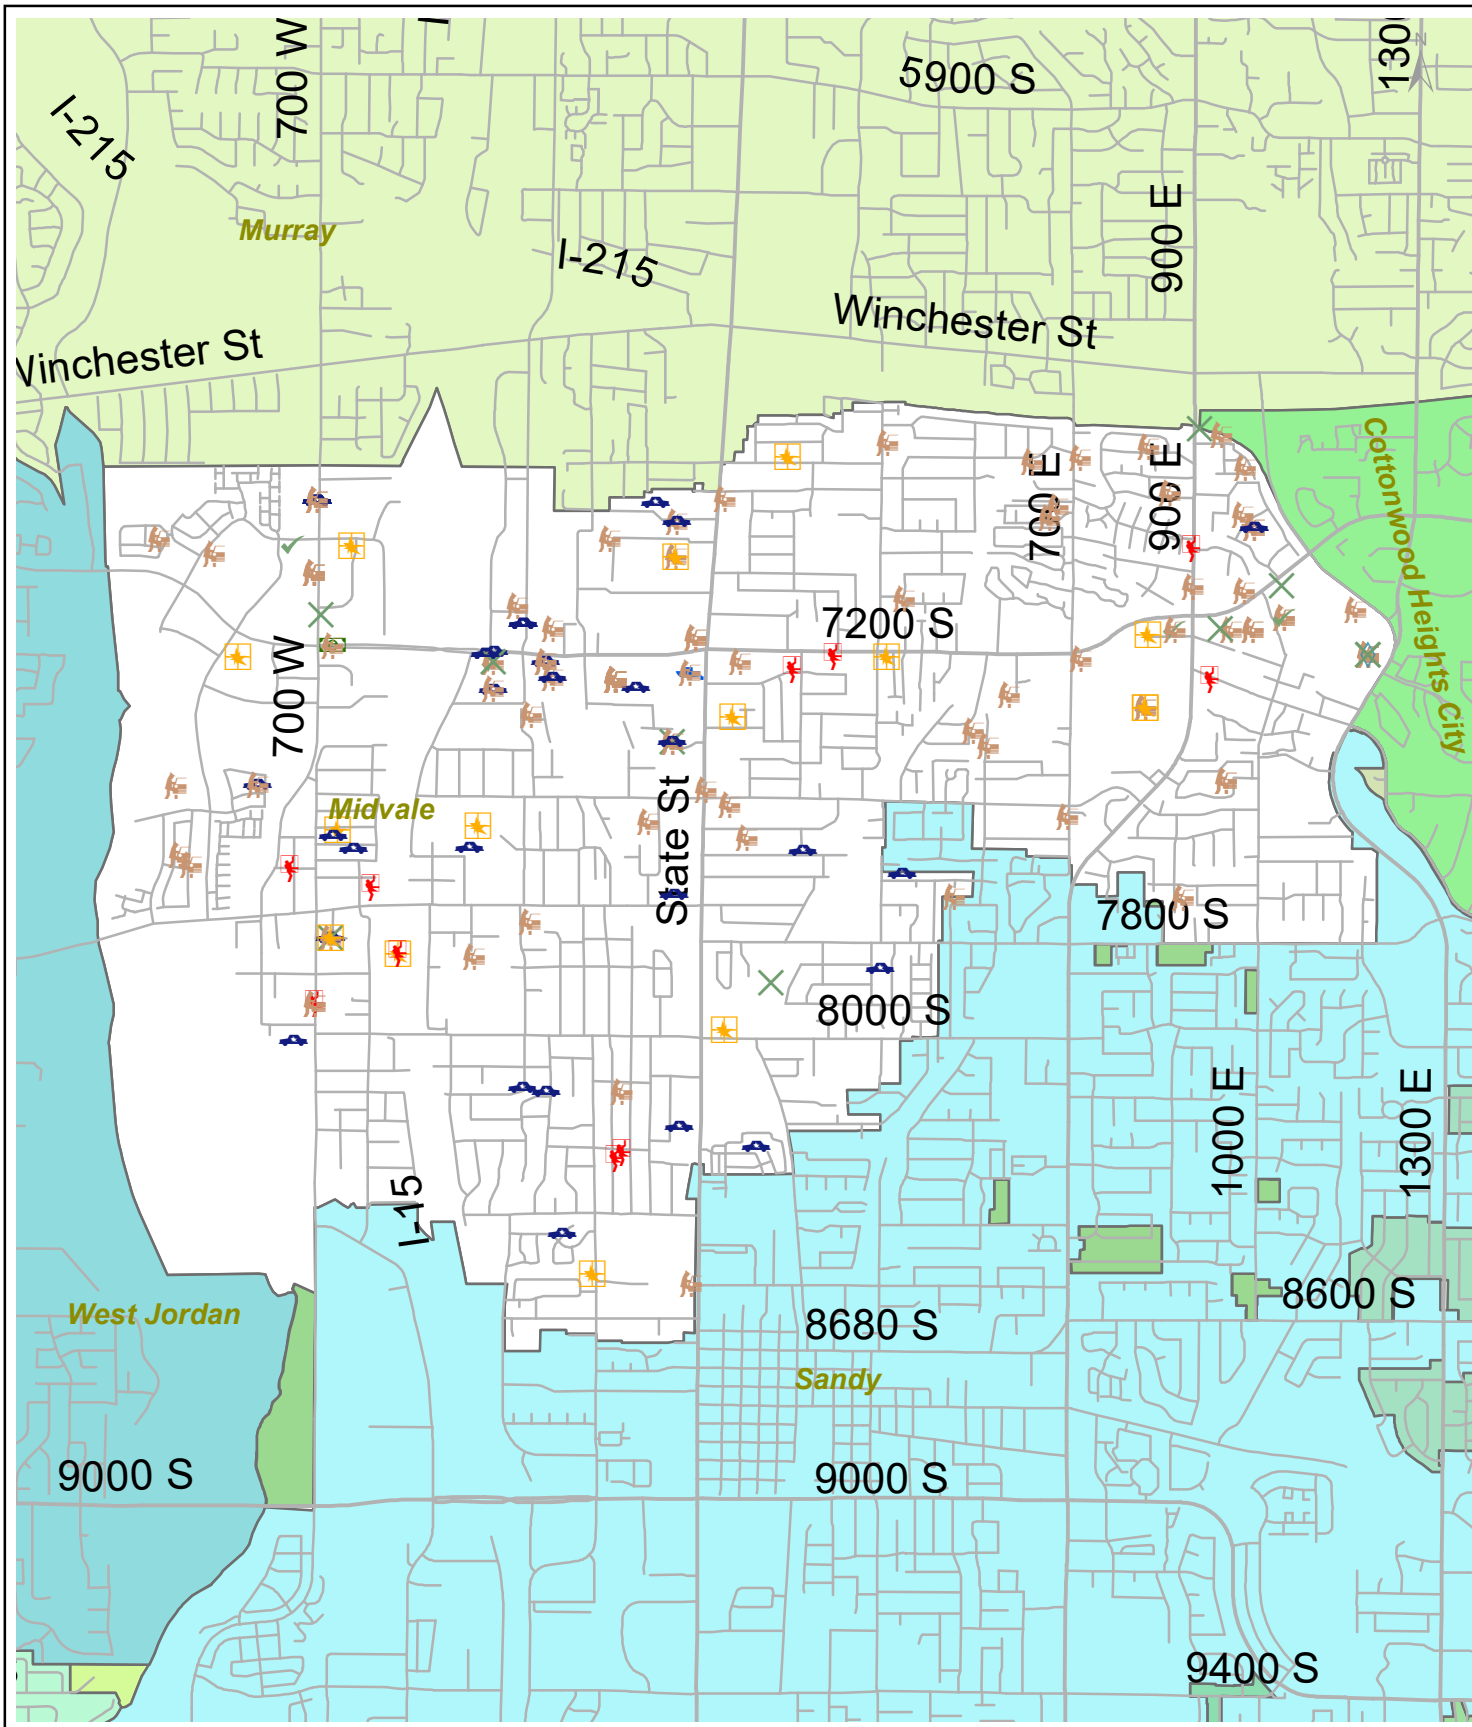 700 W
1300
5900 S
I-215
900 E
Murray
I-215
Winchester St
Winchester St
Cottonwood Heights City
700 E
900 E
7200 S
700 W
Midvale
State St
7800 S
8000 S
1000 E
1300 E
I-15
8600 S
West Jordan
8680 S
Sandy
9000 S
9000 S
9400 S